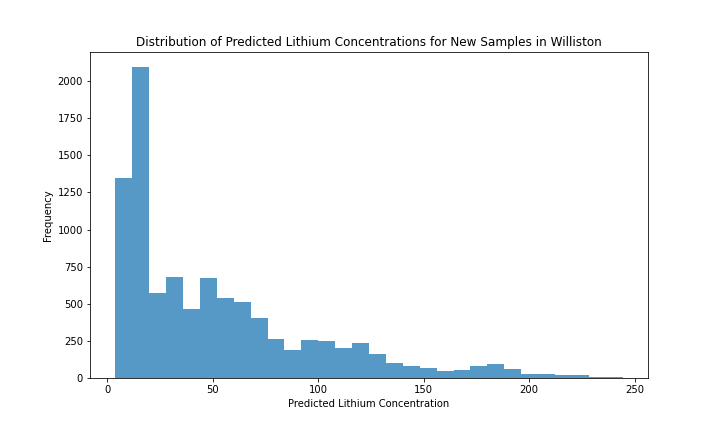 Distribution of Predicted Lithium Concentrations for New Samples in Williston
2000
1750
1500
1250
1000
750
500
250
0
Frequency
0 50 100 150 200 250
Predicted Lithium Concentration